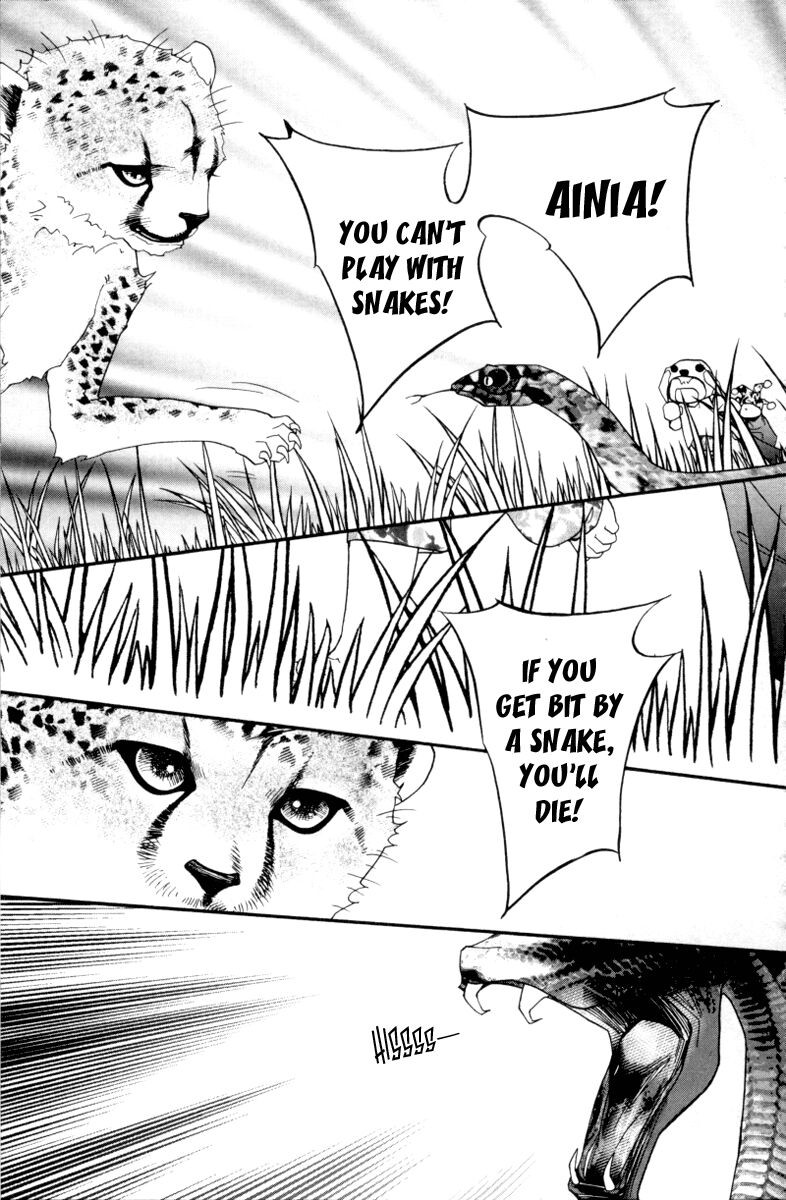 AINIA!
YOU CAN'T
PLAY WITH
SNAKES!
IF YOU
GET BIT BY
A SNAKE,
YOU'LL
DIE!
HISSSS—